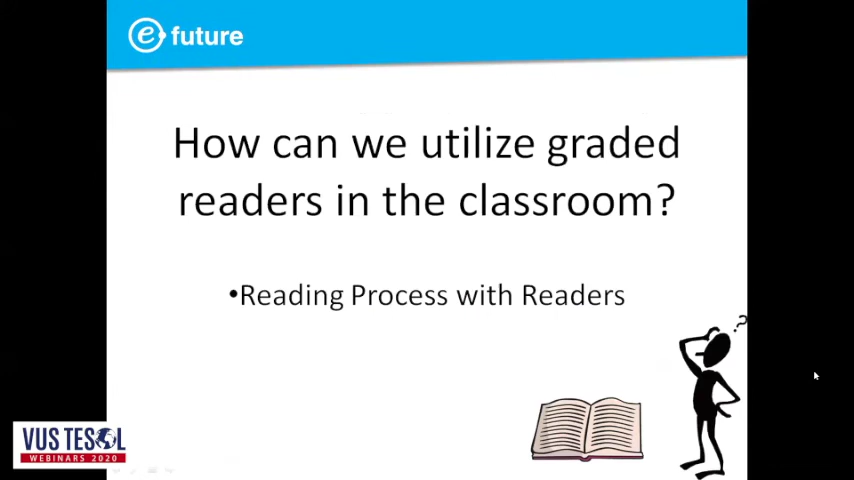 e future
How can we utilize graded
readers in the classroom?
•Reading Process with Readers
?
VUS TESOL
WEBINARS 2020